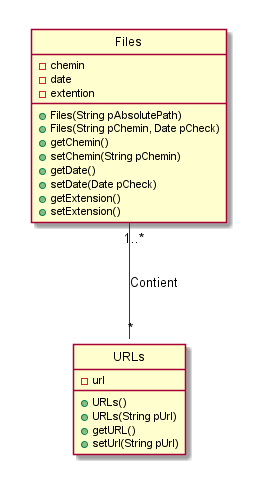 Files
chemin
date
extention
Files(String pAbsolutePath)
Files(String pChemin, Date pCheck)
getChemin()
setChemin(String pChemin)
getDate()
setDate(Date pCheck)
getExtension()
setExtension()
1..*
Contient
*
URLs
url
URLs()
URLs(String pUrl)
getURL()
setUrl(String pUrl)